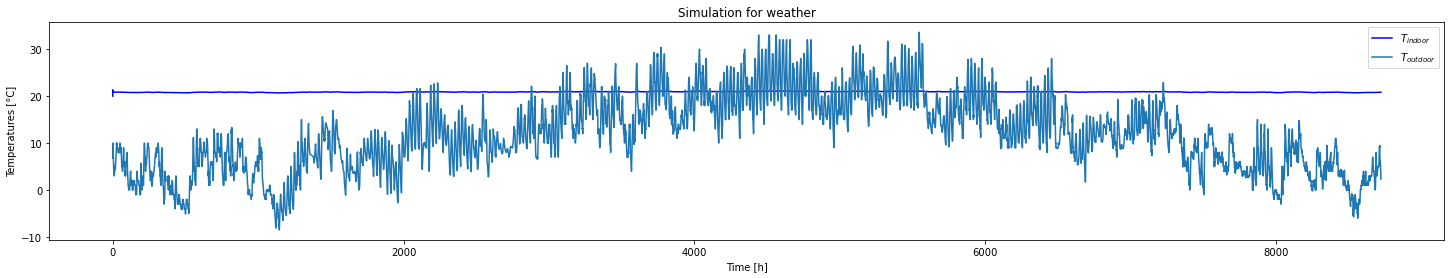 Simulation for weather
T_indoor
T_outdoor
Temperatures [°C]
30
20
10
0
−10
0 2000 4000 6000 8000
Time [h]